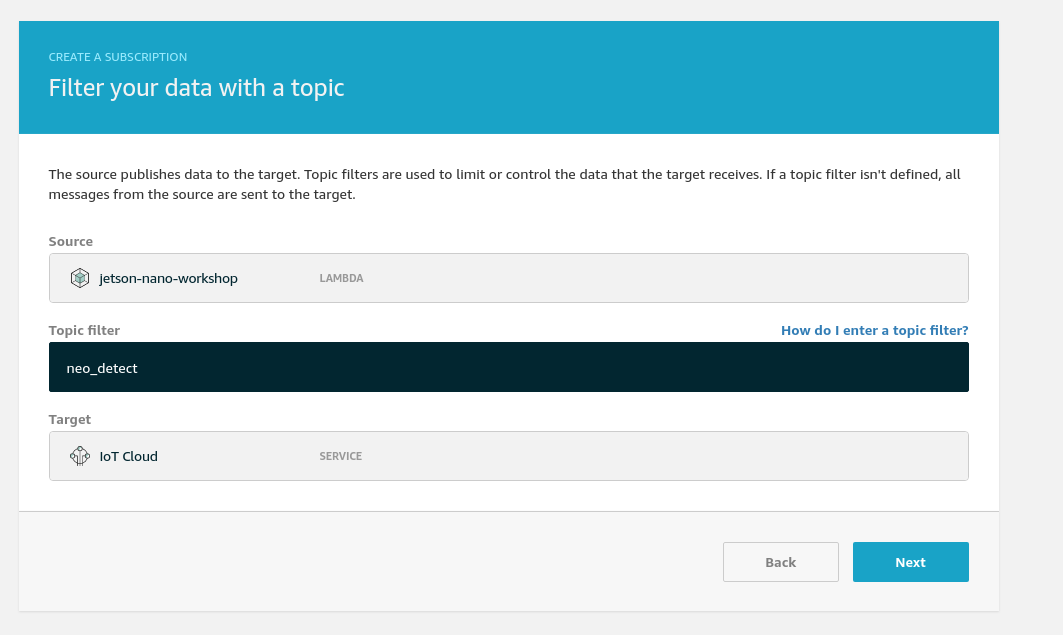 CREATE A SUBSCRIPTION
Filter your data with a topic
The source publishes data to the target. Topic filters are used to limit or control the data that the target receives. If a topic filter isn't defined, all
messages from the source are sent to the target.
Source
jetson-nano-workshop LAMBDA
Topic filter How do I enter a topic filter?
neo_detect
Target
IoT Cloud SERVICE
Back Next